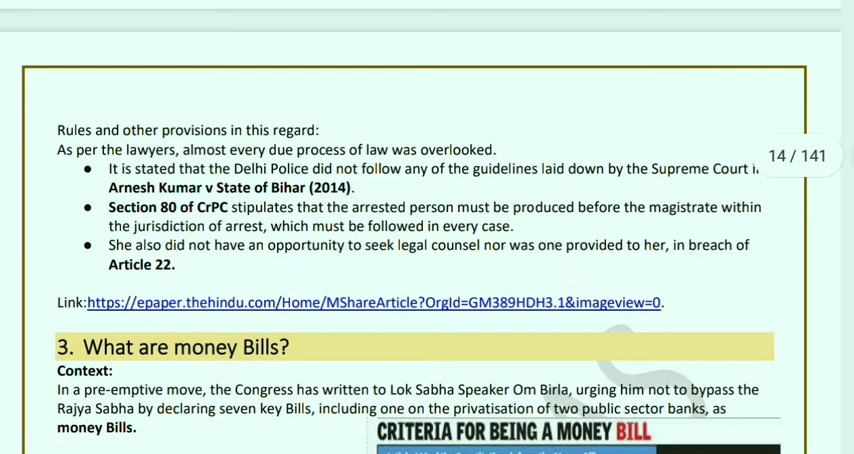 Rules and other provisions in this regard:
As per the lawyers, almost every due process of law was overlooked.
● It is stated that the Delhi Police did not follow any of the guidelines laid down by the Supreme Court
Arnesh Kumar v State of Bihar (2014).
● Section 80 of CrPC stipulates that the arrested person must be produced before the magistrate within
the jurisdiction of arrest, which must be followed in every case.
● She also did not have an opportunity to seek legal counsel nor was one provided to her, in breach of
Article 22.
14 / 141
Link:https://epaper.thehindu.com/Home/MShareArticle?OrgId=GM389HDH3.1&imageview=0.
3. What are money Bills?
Context:
In a pre-emptive move, the Congress has written to Lok Sabha Speaker Om Birla, urging him not to bypass the
Rajya Sabha by declaring seven key Bills, including one on the privatisation of two public sector banks, as
money Bills.
CRITERIA FOR BEING A MONEY BILL